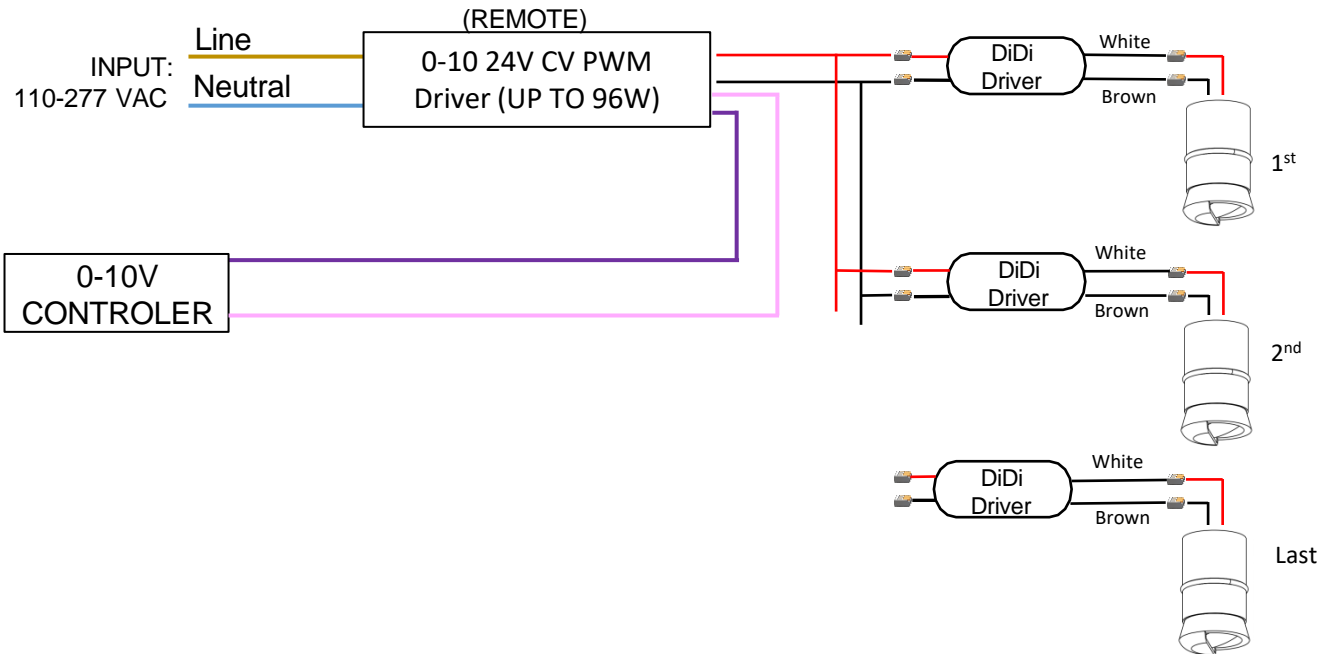 (REMOTE)
Line
INPUT:
110-277 VAC
Neutral
0-10 24V CV PWM
Driver (UP TO 96W)
DiDi
Driver
White
Brown
1st
0-10V
CONTROLER
DiDi
Driver
White
Brown
2nd
DiDi
Driver
White
Brown
Last